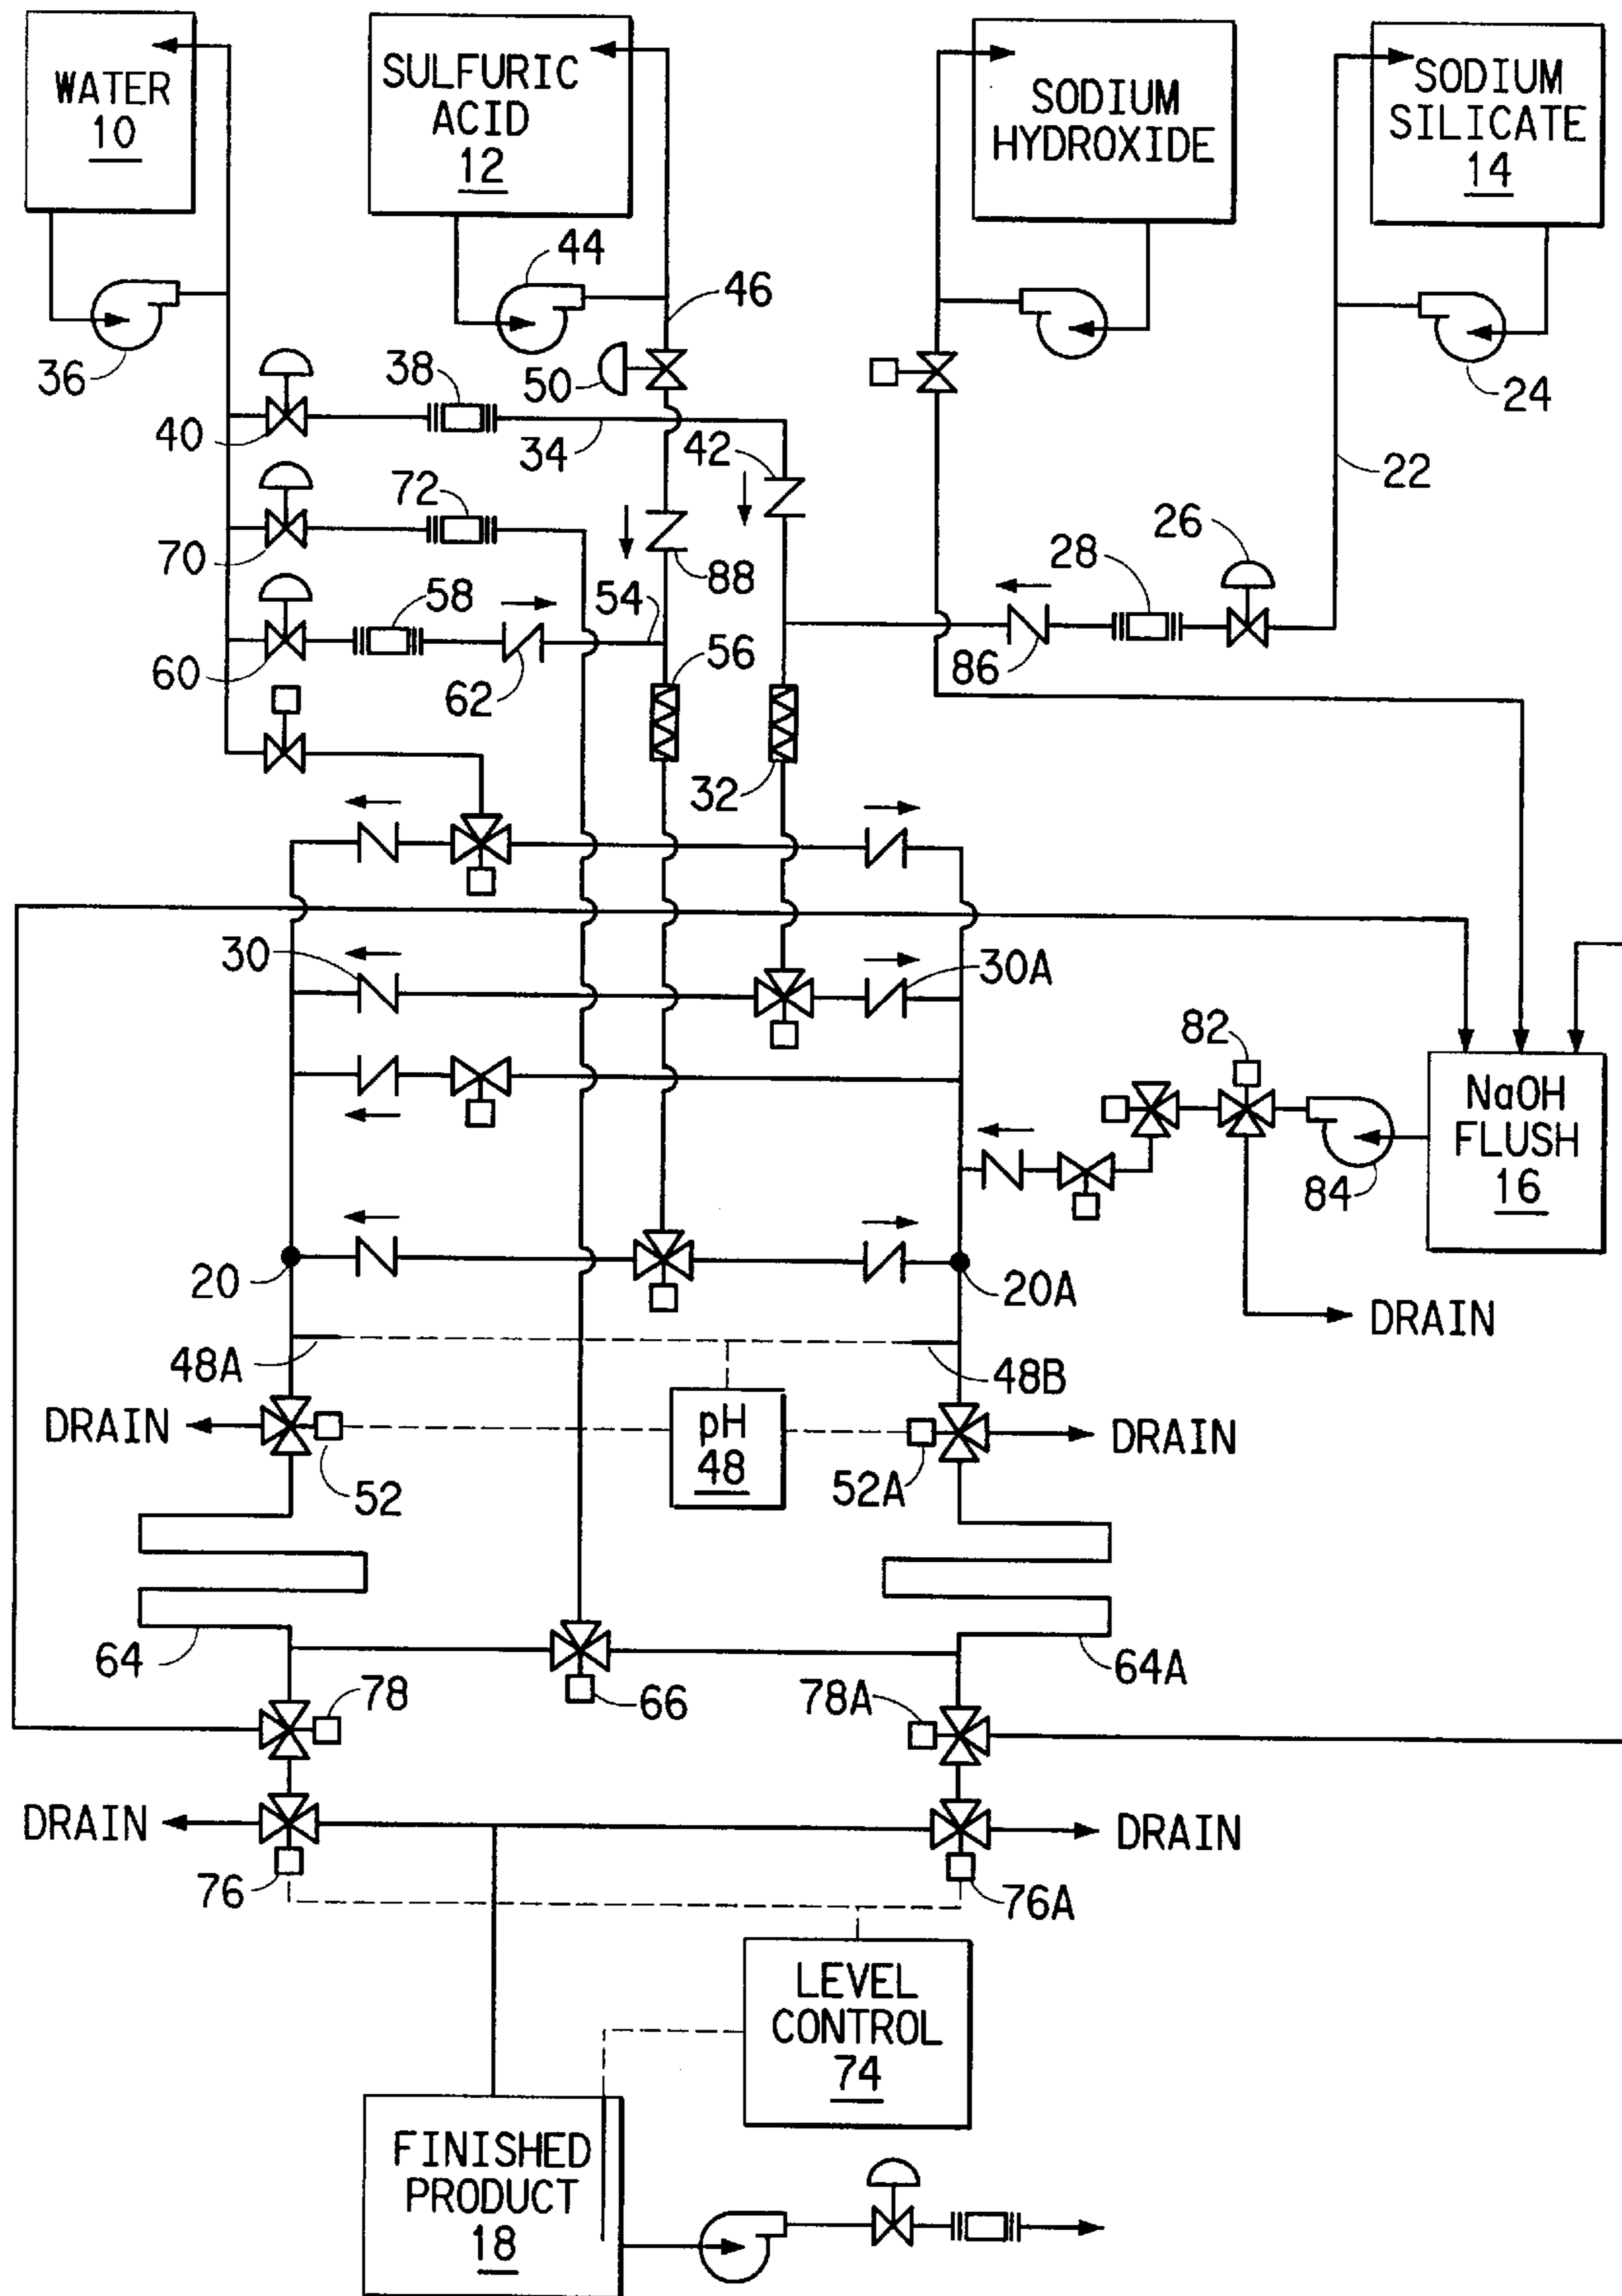 WATER
10
SULFURIC
ACID
12
SODIUM
HYDROXIDE
SODIUM
SILICATE
14
44
46
36
50
24
38
40
34
42
22
72
26
70
88
28
58
54
56
60
62
86
32
30
30A
82
NaOH
FLUSH
16
84
20
20A
DRAIN
48A
48B
DRAIN
pH
48
DRAIN
52
52A
64
64A
78
66
78A
DRAIN
DRAIN
76
76A
LEVEL
CONTROL
74
FINISHED
PRODUCT
18